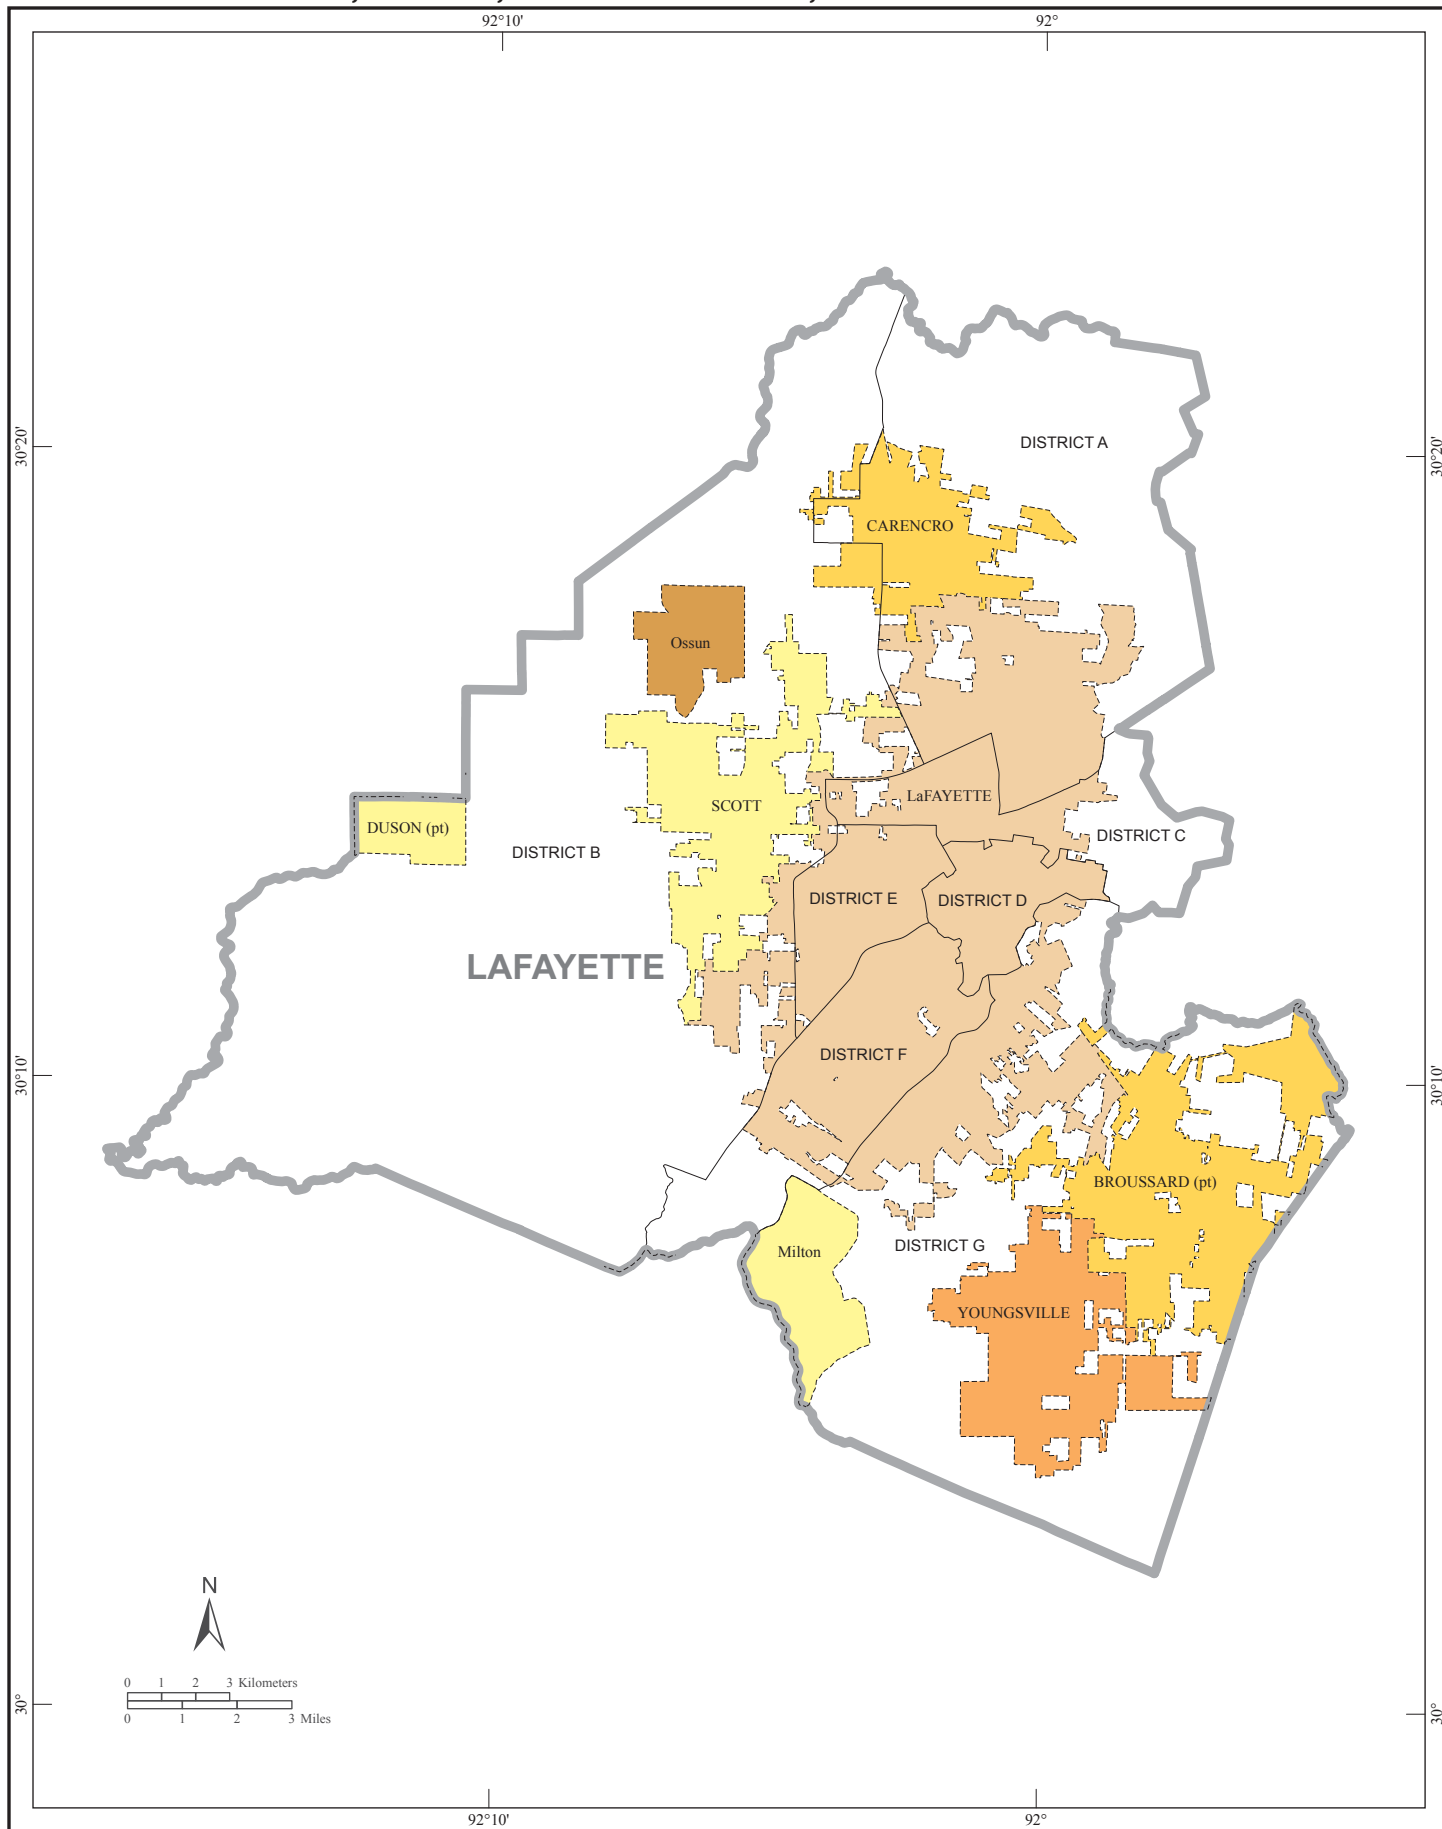 92°10'
92°
30°20'
30°20'
DISTRICT A
CARENCRO
Ossun
LaFAYETTE
SCOTT
DUSON (pt)
DISTRICT B
DISTRICT C
DISTRICT E
DISTRICT D
LAFAYETTE
DISTRICT F
30°10'
30°10'
BROUSSARD (pt)
DISTRICT G
Milton
YOUNGSVILLE
N
0 1 2 3 Kilometers
0 1 2 3 Miles
30°
30°
92°10'
92°